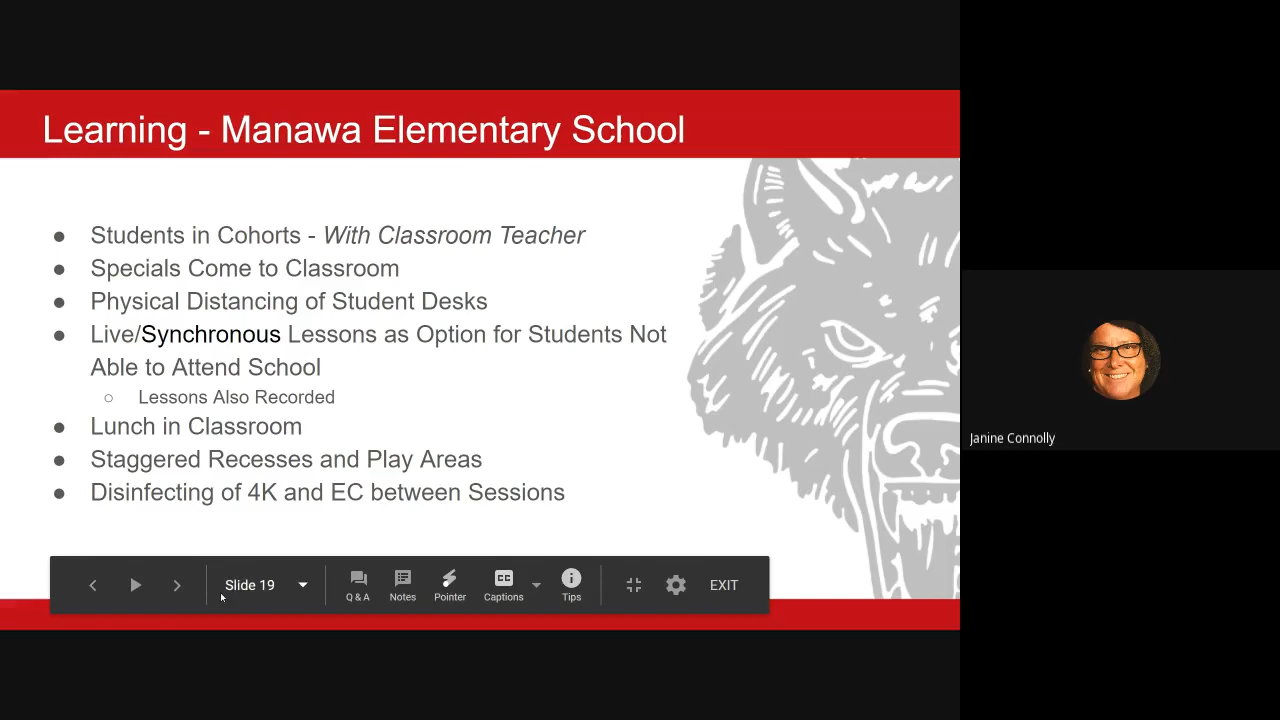 Learning - Manawa Elementary School
● Students in Cohorts - With Classroom Teacher
● Specials Come to Classroom
● Physical Distancing of Student Desks
● Live/Synchronous Lessons as Option for Students Not
Able to Attend School
○ Lessons Also Recorded
● Lunch in Classroom
● Staggered Recesses and Play Areas
● Disinfecting of 4K and EC between Sessions
Slide 19
Q & A
Notes
Pointer
CC
Captions
Tips
EXIT
Janine Connolly